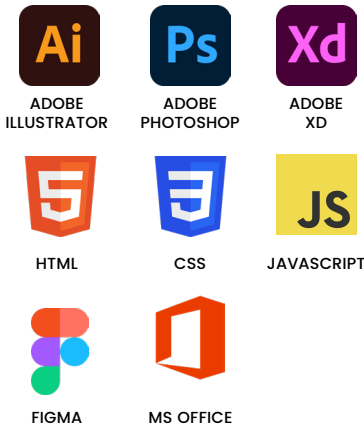 Ai
Ps
Xd
ADOBE
ILLUSTRATOR
ADOBE
PHOTOSHOP
ADOBE
XD
5
3
JS
HTML
CSS
JAVASCRIPT
FIGMA
MS OFFICE